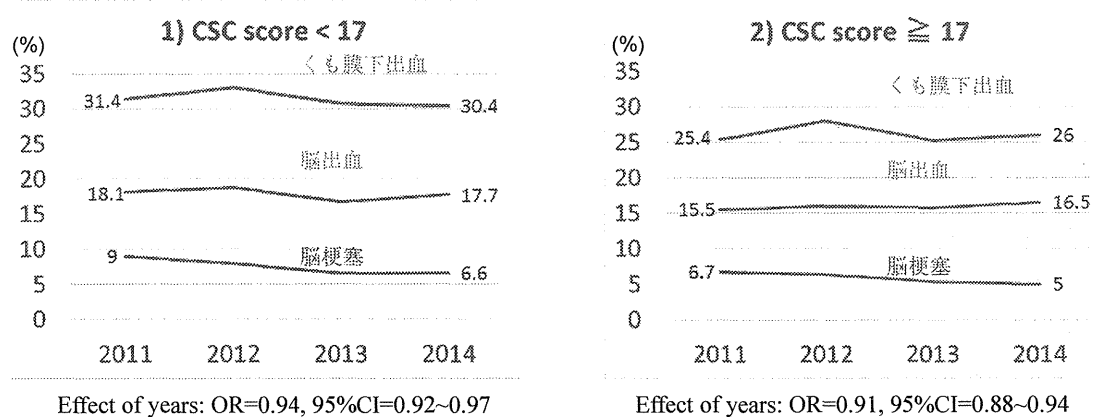 1) CSC score < 17
(%)
35
30
25
20
15
10
5
0
くも膜下出血
31.4
30.4
脳出血
18.1
17.7
脳梗塞
9
6.6
2011 2012 2013 2014
Effect of years: OR=0.94, 95%CI=0.92~0.97
2) CSC score ≧ 17
(%)
35
30
25
20
15
10
5
0
くも膜下出血
25.4
26
脳出血
15.5
16.5
脳梗塞
6.7
5
2011 2012 2013 2014
Effect of years: OR=0.91, 95%CI=0.88~0.94